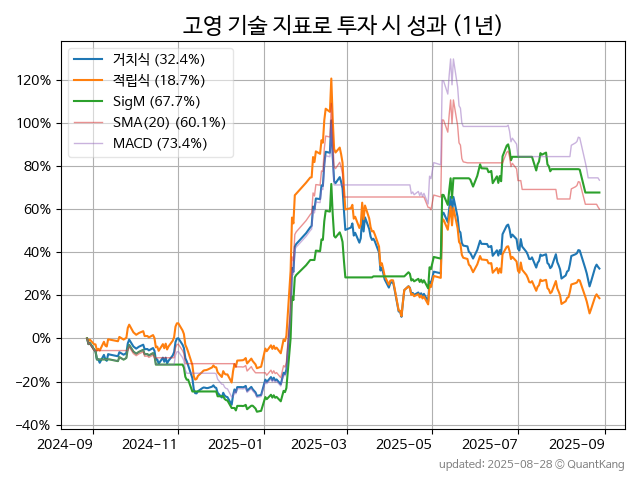 고영 기술 지표로 투자 시 성과 (1년)
거치식 (32.4%)
적립식 (18.7%)
SigM (67.7%)
SMA(20) (60.1%)
MACD (73.4%)
120%
100%
80%
60%
40%
20%
0%
−20%
−40%
2024-09 2024-11 2025-01 2025-03 2025-05 2025-07 2025-09
updated: 2025-08-28 © QuantKang